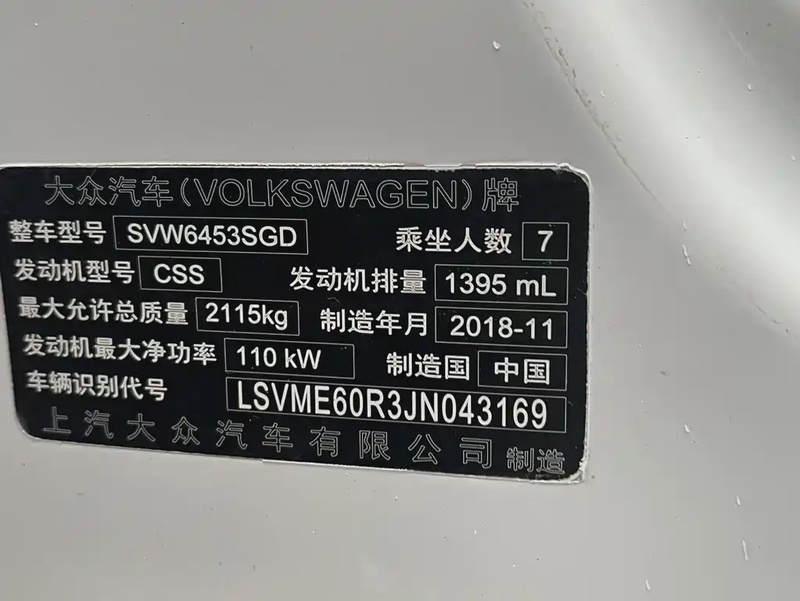 大众汽车(VOLKSWAGEN)牌
整车型号 SVW6453SGD 乘坐人数 7
发动机型号 CSS 发动机排量 1395 mL
最大允许总质量 2115kg 制造年月 2018-11
发动机最大净功率 110 kW 制造国 中国
车辆识别代号 LSVME60R3JN043169
上汽大众汽车有限公司 制造